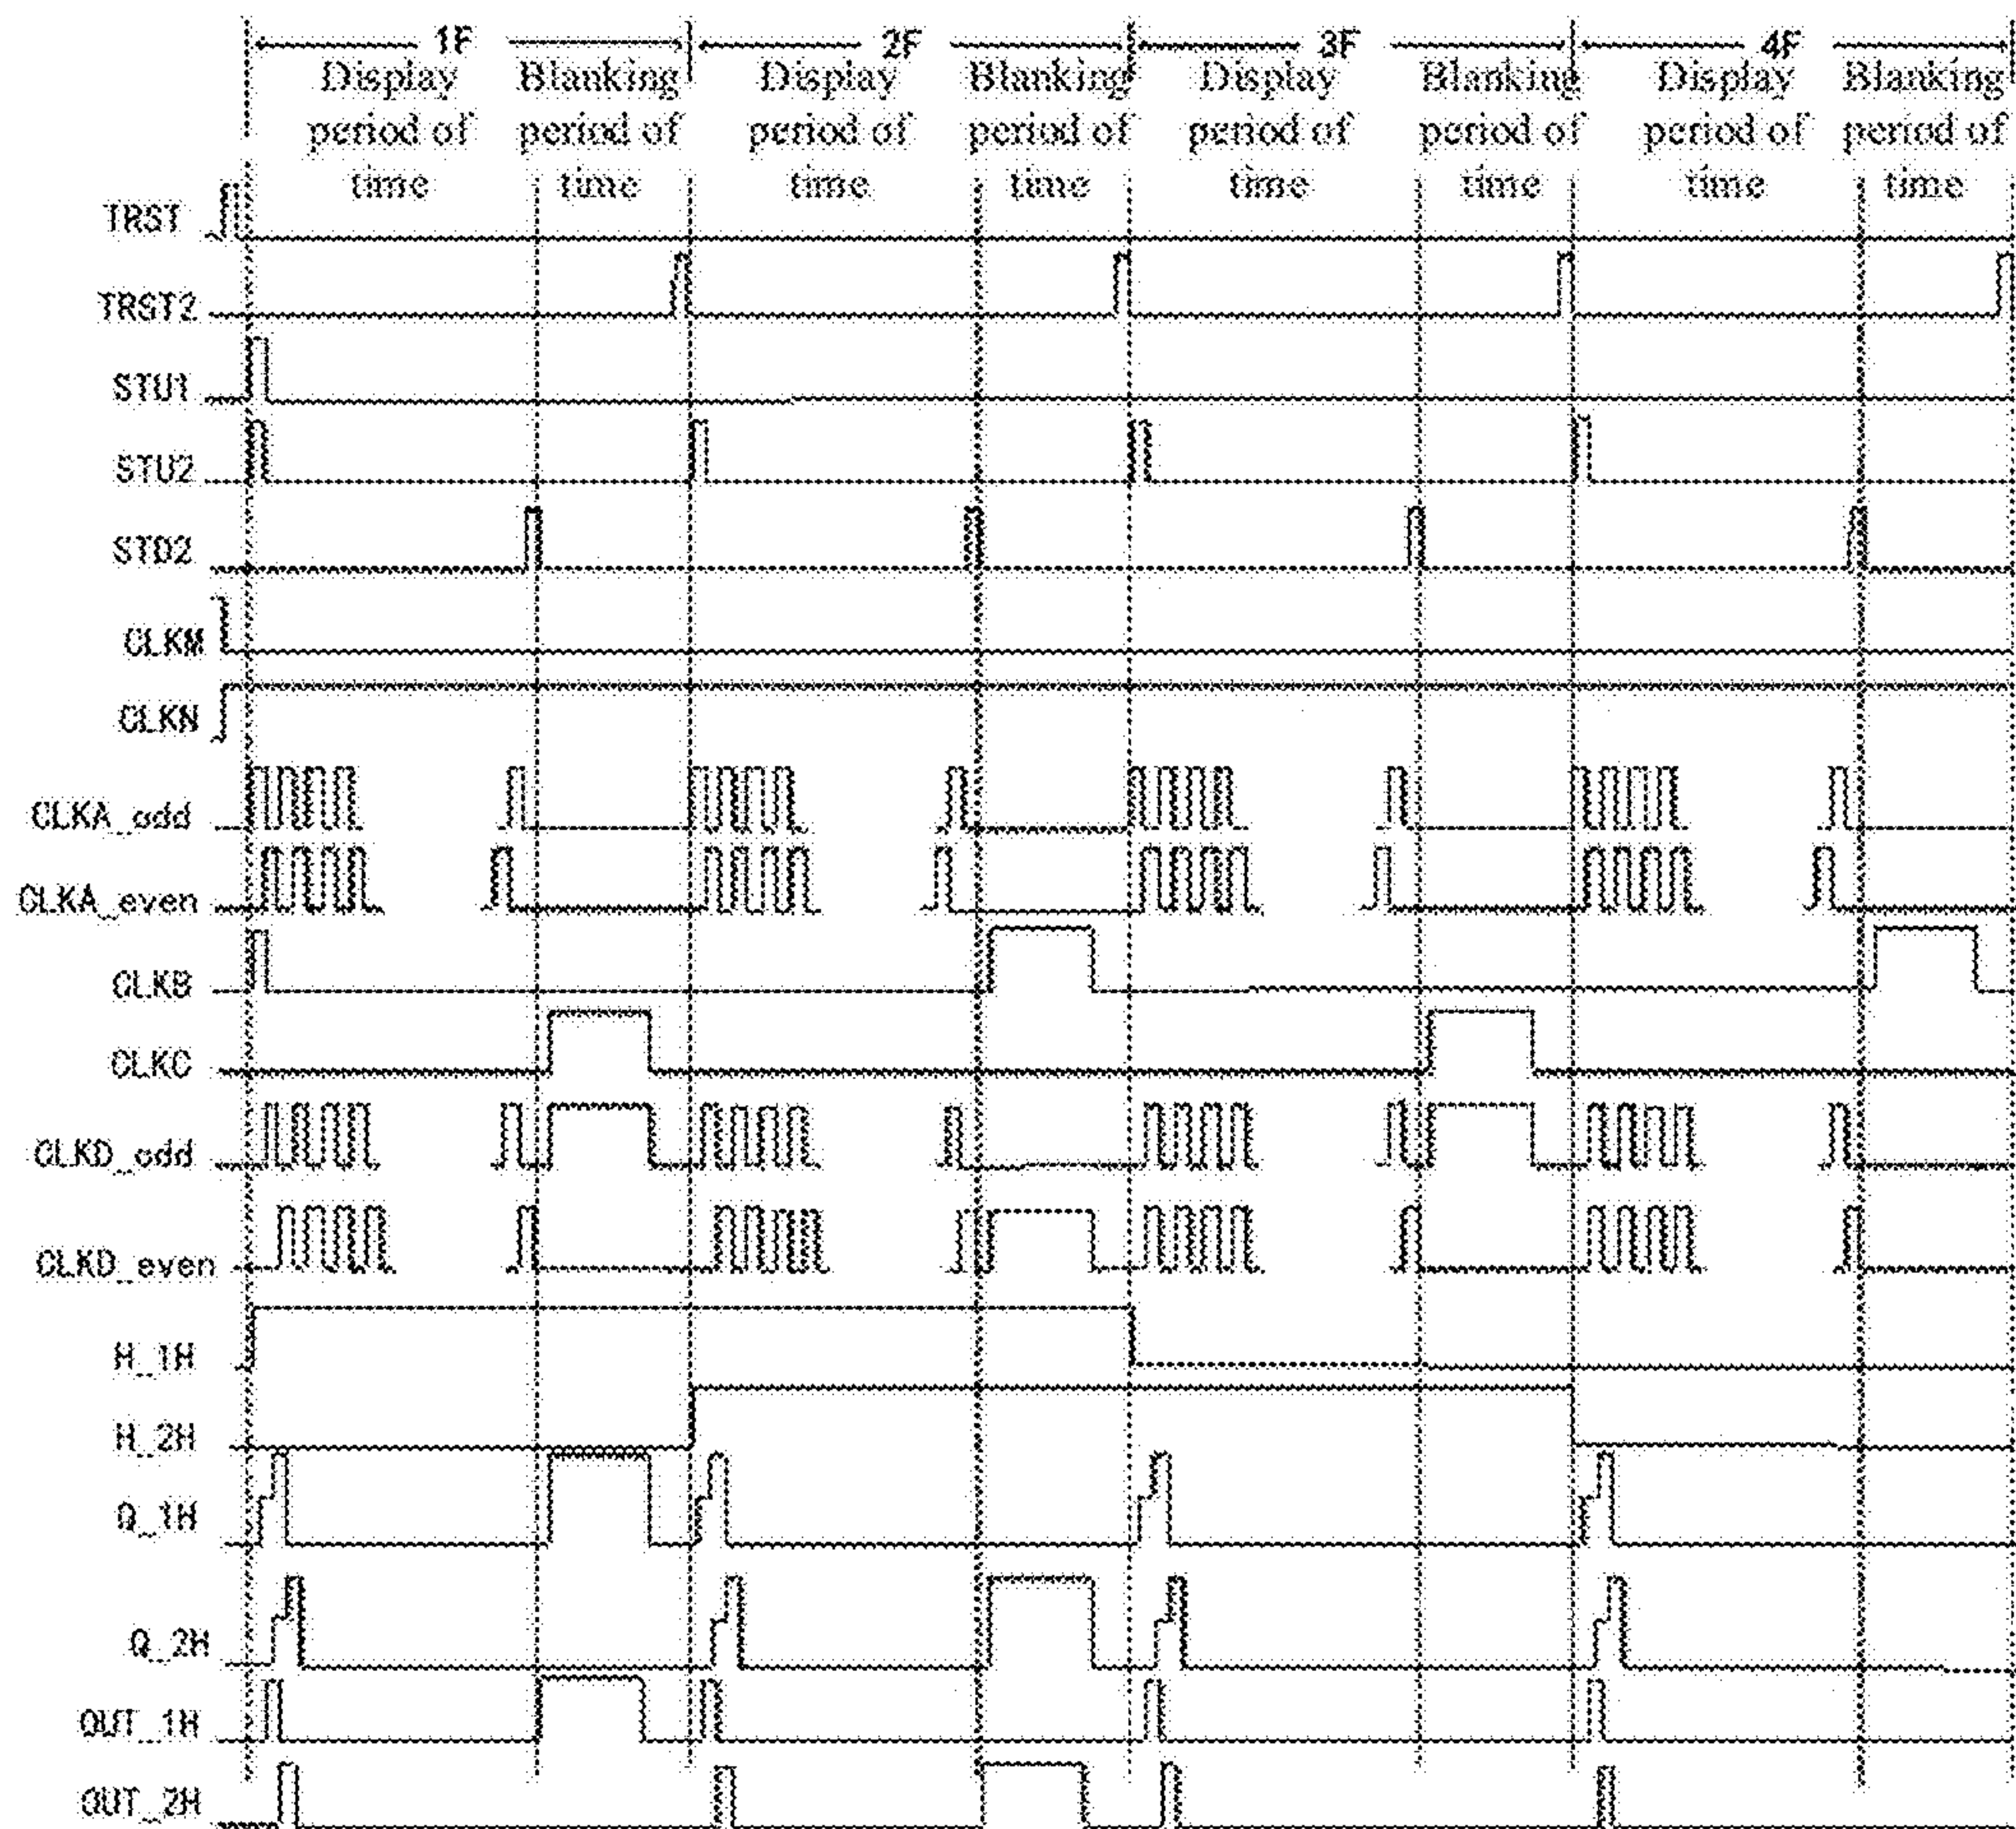 1F 2F 3F 4F
Display Blanking Display Blanking Display Blanking Display Blanking
period of period of period of period of period of period of period of period of
time time time time time time time time
TRST
TRST2
STU1
STU2
STD2
CLKM
CLKN
CLKA_odd
CLKA_even
CLKB
CLKC
CLKD_odd
CLKD_even
H_1H
H_2H
Q_1H
Q_2H
OUT_1H
OUT_2H